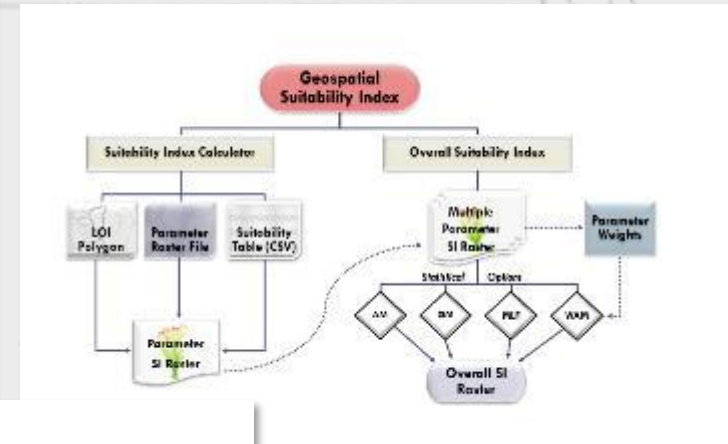 Geospatial
Suitability Index
Suitability Index Calculator
Overall Suitability Index
LOI
Polygon
Parameter
Raster File
Suitability
Table (CSV)
Multiple
Parameter
SI Raster
Parameter
Weights
Statistical Options
AM
GM
MLF
WAM
Parameter
SI Raster
Overall SI
Raster